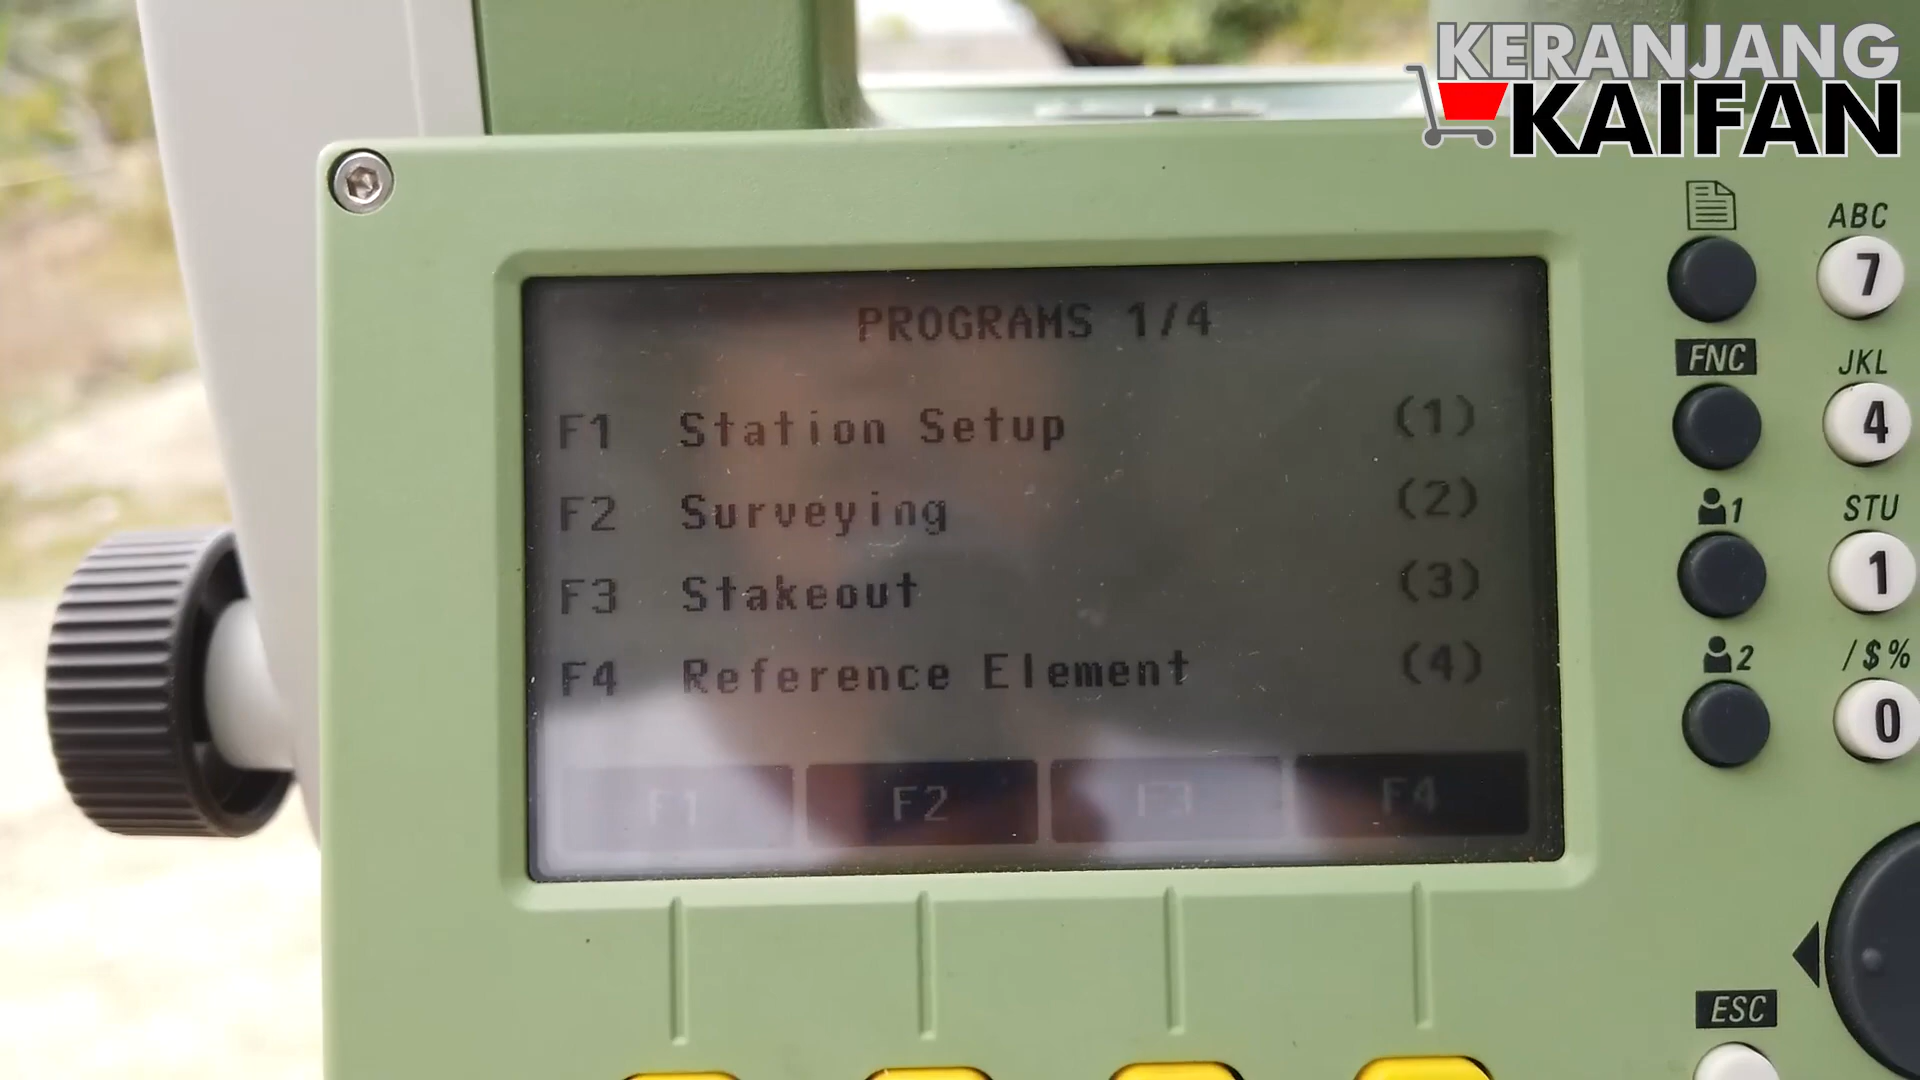 KERANJANG
KAIFAN
PROGRAMS 1/4
F1 Station Setup (1)
F2 Surveying (2)
F3 Stakeout (3)
F4 Reference Element (4)
F1 F2 F3 F4
ABC
7
FNC
JKL
4
1
STU
1
2
/$%
0
ESC